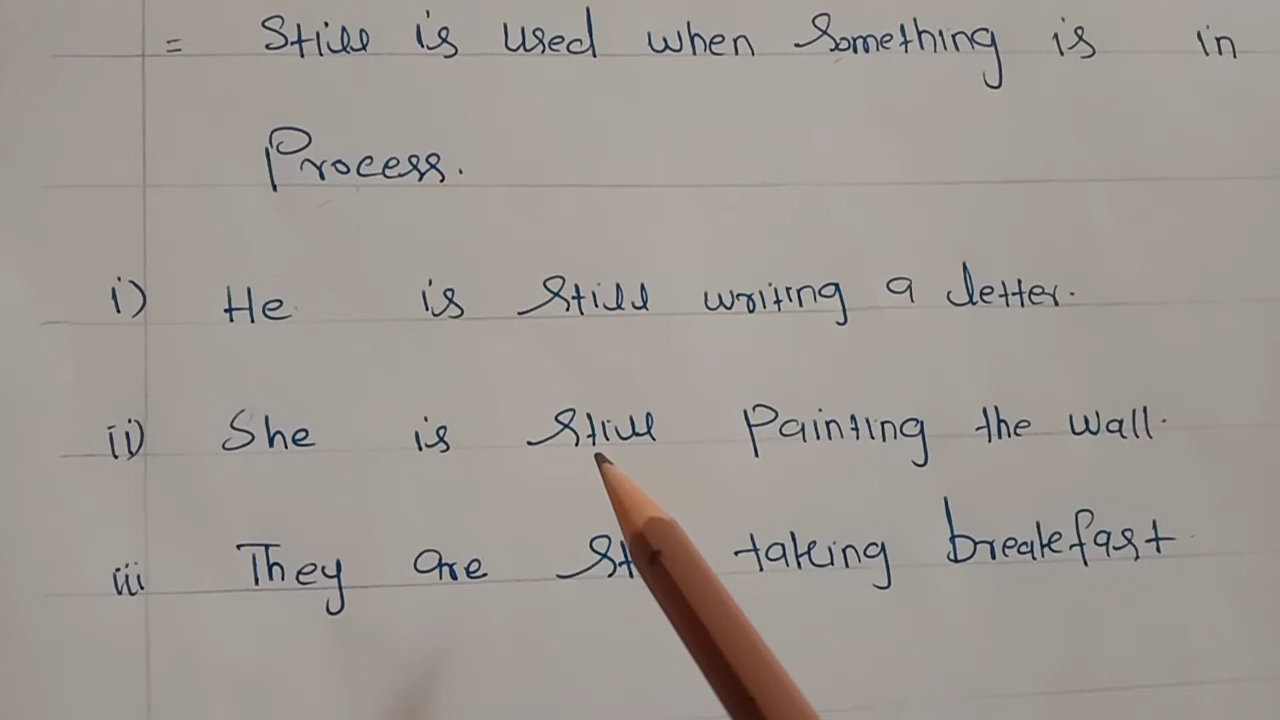 = Still is used when something is in
Process.
i) He is still writing a letter.
ii) She is still Painting the wall.
iii They are taking breakfast.